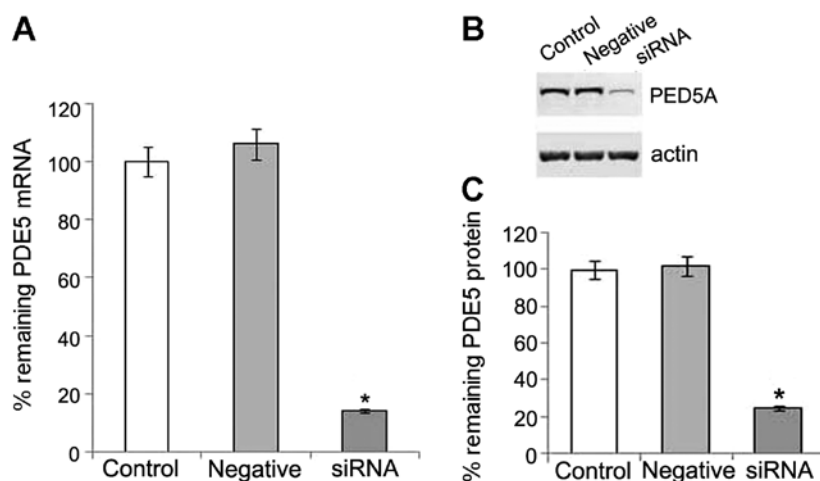 A
% remaining PDE5 mRNA
120
100
80
60
40
20
0
*
Control Negative siRNA
B
Control Negative siRNA
PED5A
actin
C
% remaining PDE5 protein
120
100
80
60
40
20
0
*
Control Negative siRNA